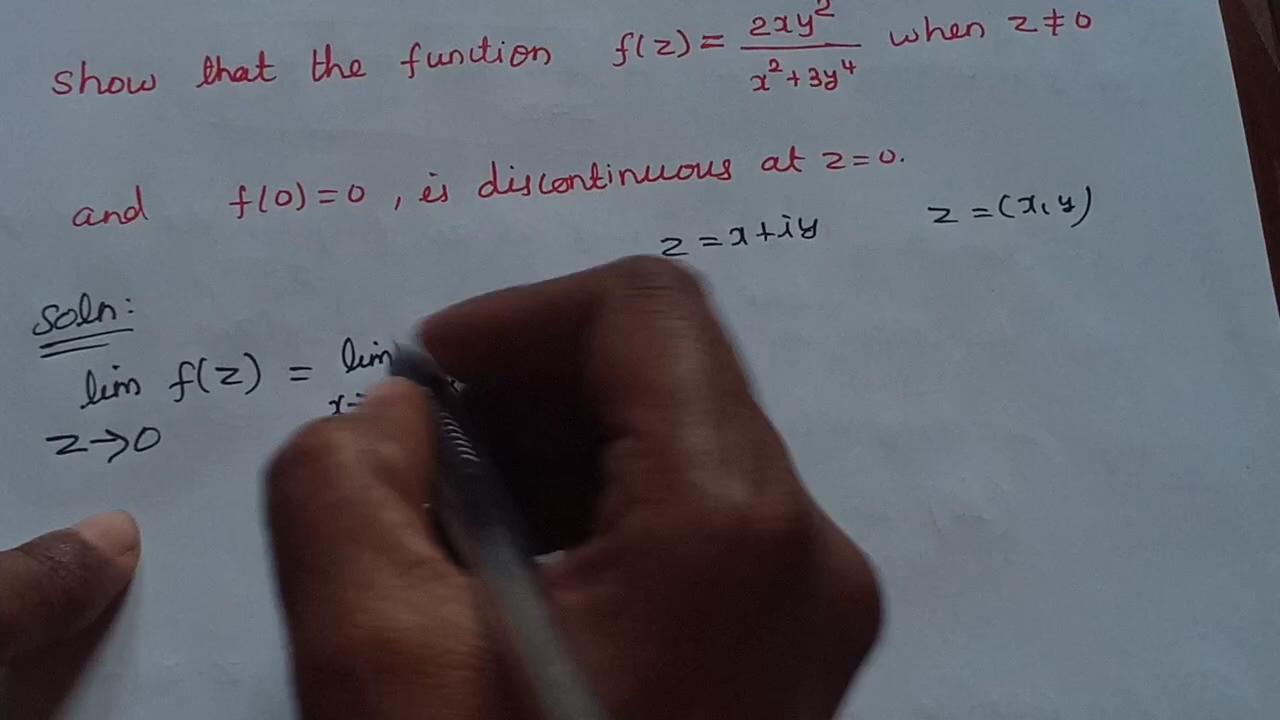 show that the function f(z) = 2xy² / x² + 3y⁴ when z ≠ 0
and f(0) = 0, is discontinuous at z = 0.
z = x + iy z = (x, y)
Soln:
lim f(z) = lim
z → 0 x